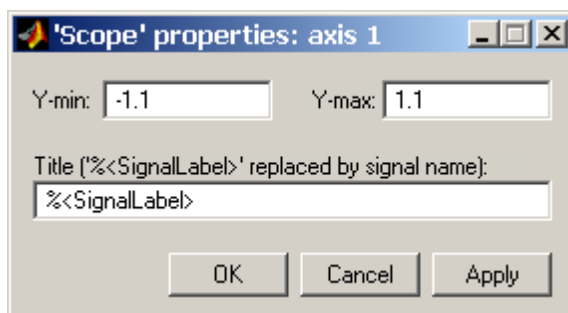 'Scope' properties: axis 1
Y-min: -1.1 Y-max: 1.1
Title ('%<SignalLabel>' replaced by signal name):
%<SignalLabel>
OK Cancel Apply